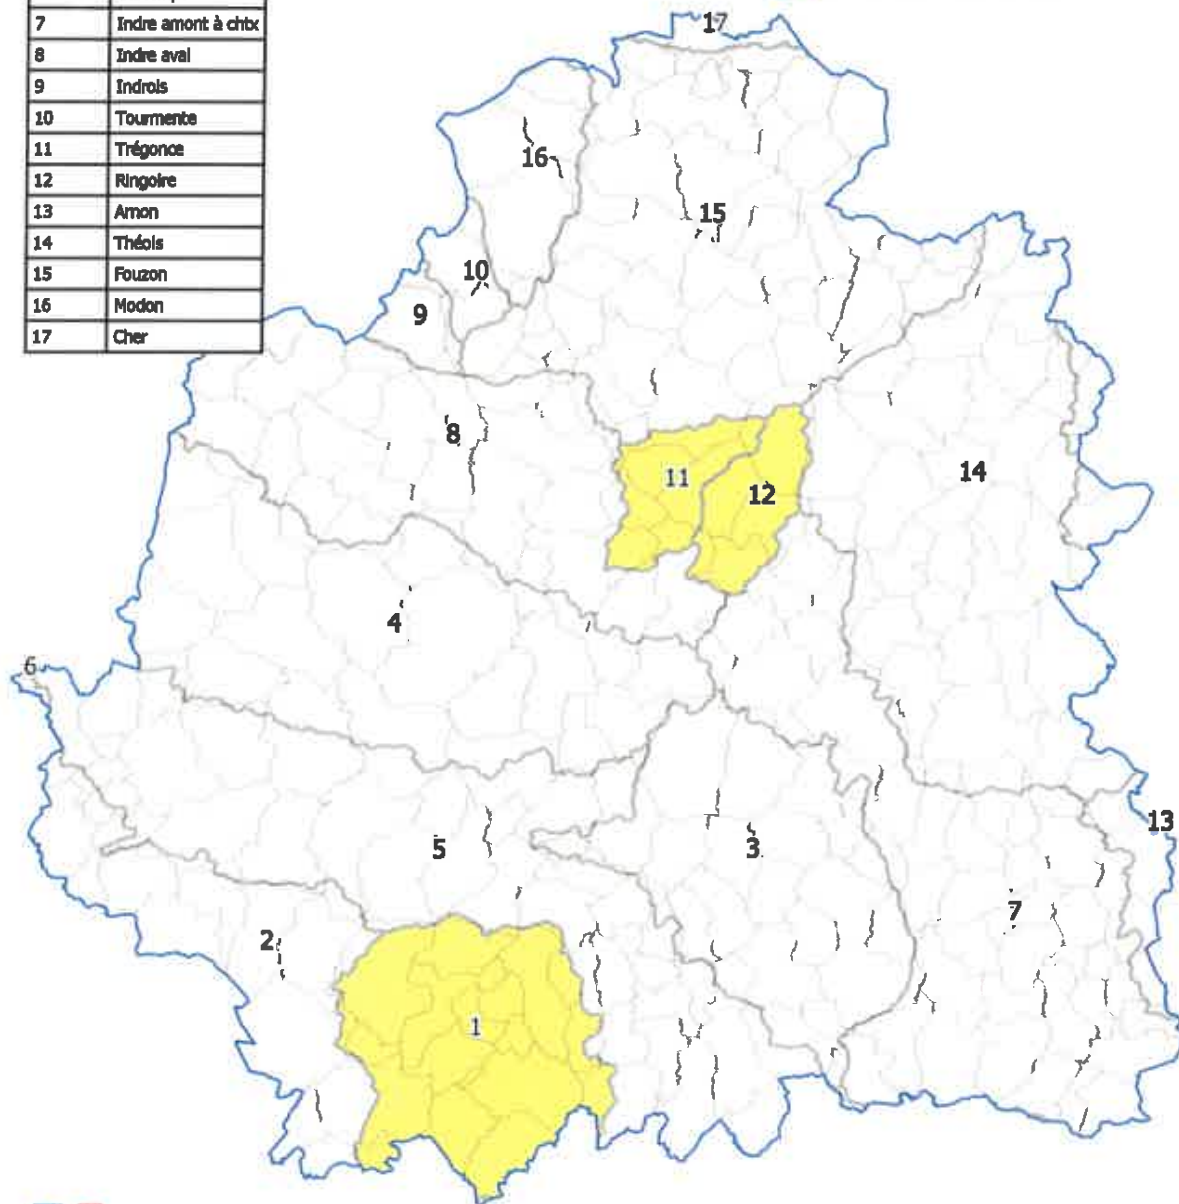 7 Indre amont à chtx
8 Indre aval
9 Indrois
10 Tourmente
11 Trégonce
12 Ringoire
13 Arnon
14 Théols
15 Fouzon
16 Modon
17 Cher
17
16
15
10
9
8
11
12
14
4
6
5
3
13
2
7
1